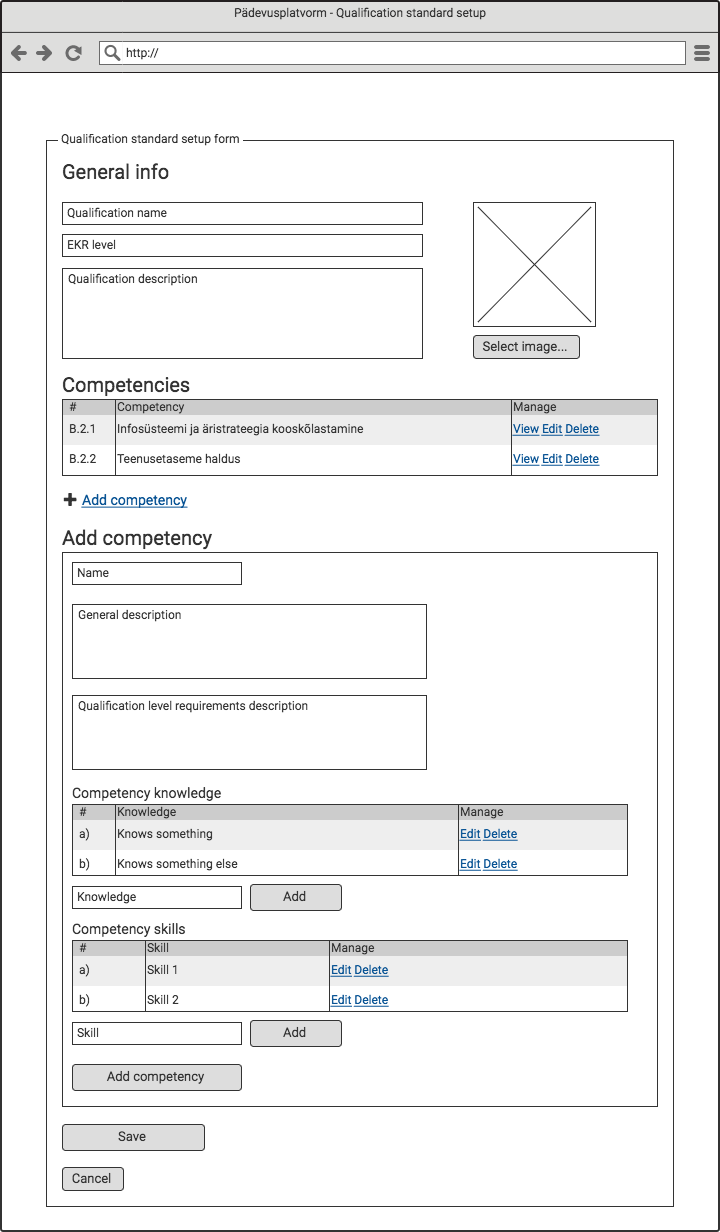 Pädevusplatvorm - Qualification standard setup
http://
Qualification standard setup form
General info
Qualification name
EKR level
Qualification description
Select image...
Competencies
# Competency Manage
B.2.1 Infosüsteemi ja äristrateegia kooskõlastamine View Edit Delete
B.2.2 Teenusetaseme haldus View Edit Delete
Add competency
Add competency
Name
General description
Qualification level requirements description
Competency knowledge
# Knowledge Manage
a) Knows something Edit Delete
b) Knows something else Edit Delete
Knowledge Add
Competency skills
# Skill Manage
a) Skill 1 Edit Delete
b) Skill 2 Edit Delete
Skill Add
Add competency
Save
Cancel